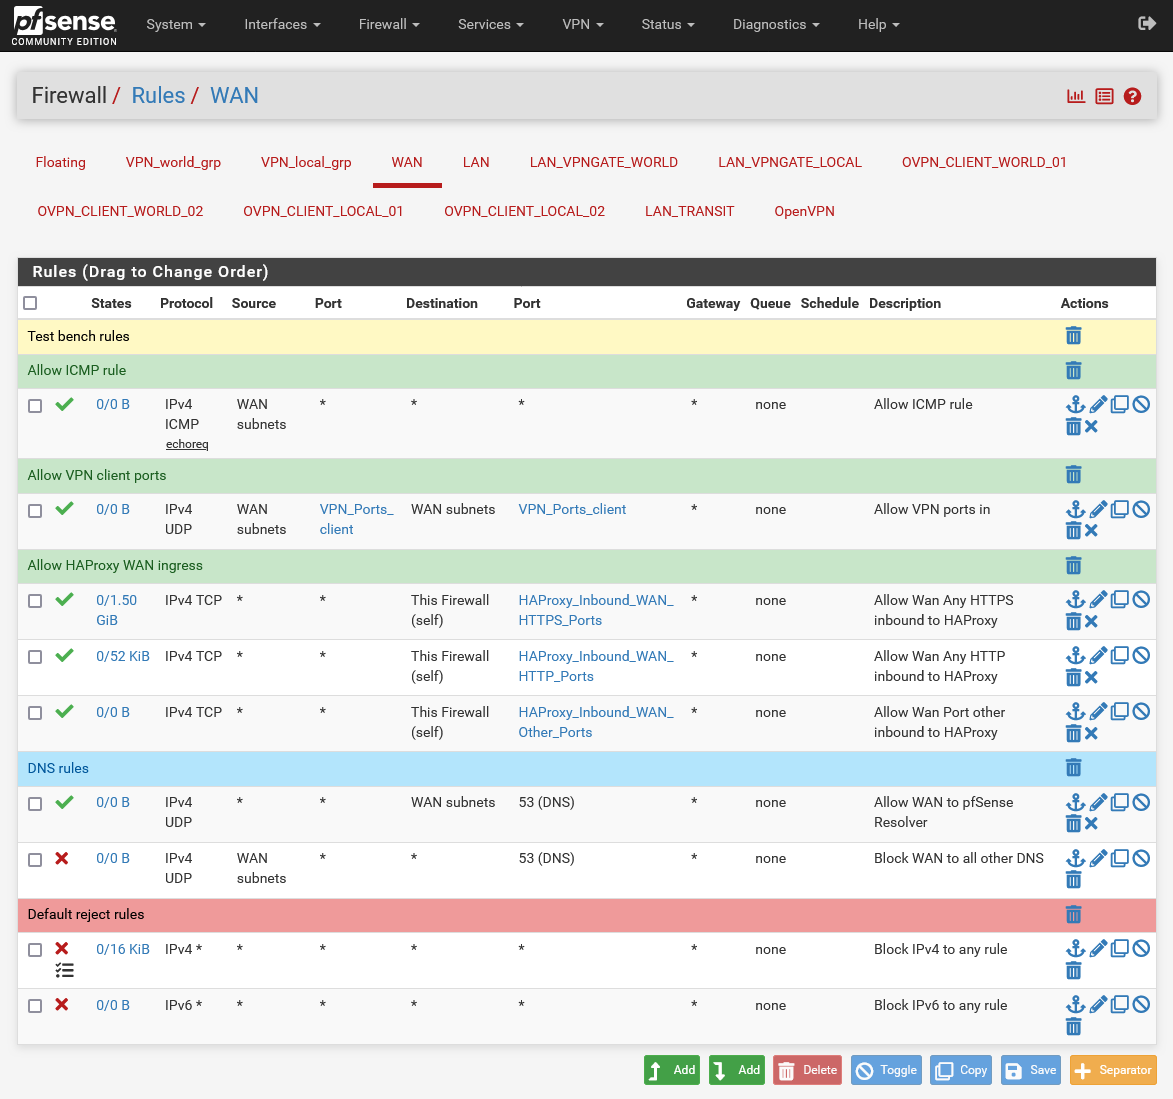 pfsense
COMMUNITY EDITION
System Interfaces Firewall Services VPN Status Diagnostics Help
Firewall / Rules / WAN
Floating VPN_world_grp VPN_local_grp WAN LAN LAN_VPNGATE_WORLD LAN_VPNGATE_LOCAL OVPN_CLIENT_WORLD_01
OVPN_CLIENT_WORLD_02 OVPN_CLIENT_LOCAL_01 OVPN_CLIENT_LOCAL_02 LAN_TRANSIT OpenVPN
Rules (Drag to Change Order)
States Protocol Source Port Destination Port Gateway Queue Schedule Description Actions
Test bench rules
Allow ICMP rule
0/0 B IPv4 WAN * * * * none Allow ICMP rule
ICMP subnets
echoreq
Allow VPN client ports
0/0 B IPv4 WAN VPN_Ports_ WAN subnets VPN_Ports_client * none Allow VPN ports in
UDP subnets client
Allow HAProxy WAN ingress
0/1.50 IPv4 TCP * * This Firewall HAProxy_Inbound_WAN_ * none Allow Wan Any HTTPS
GiB (self) HTTPS_Ports inbound to HAProxy
0/52 KiB IPv4 TCP * * This Firewall HAProxy_Inbound_WAN_ * none Allow Wan Any HTTP
(self) HTTP_Ports inbound to HAProxy
0/0 B IPv4 TCP * * This Firewall HAProxy_Inbound_WAN_ * none Allow Wan Port other
(self) Other_Ports inbound to HAProxy
DNS rules
0/0 B IPv4 * * WAN subnets 53 (DNS) * none Allow WAN to pfSense
UDP Resolver
0/0 B IPv4 WAN * * 53 (DNS) * none Block WAN to all other DNS
UDP subnets
Default reject rules
0/16 KiB IPv4 * * * * * * none Block IPv4 to any rule
0/0 B IPv6 * * * * * * none Block IPv6 to any rule
Add Add Delete Toggle Copy Save Separator